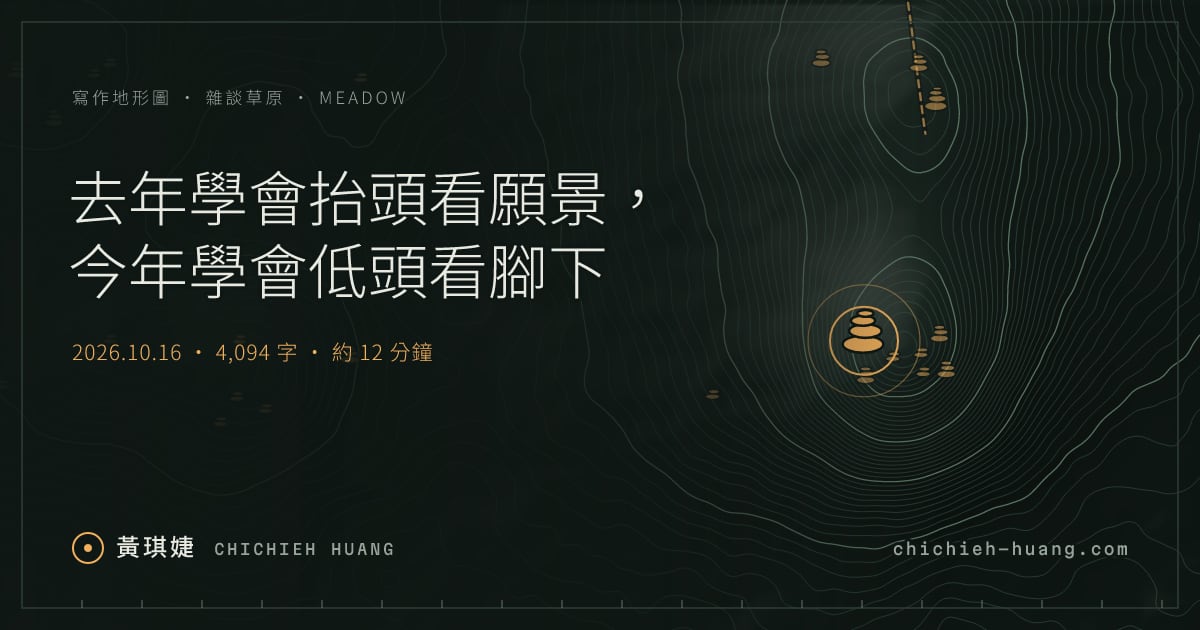 寫作地形圖 · 雜談草原 · MEADOW
去年學會抬頭看願景，
今年學會低頭看腳下
2026.10.16 · 4,094 字 · 約 12 分鐘
黃琪婕 CHICHIEH HUANG
chichieh-huang.com